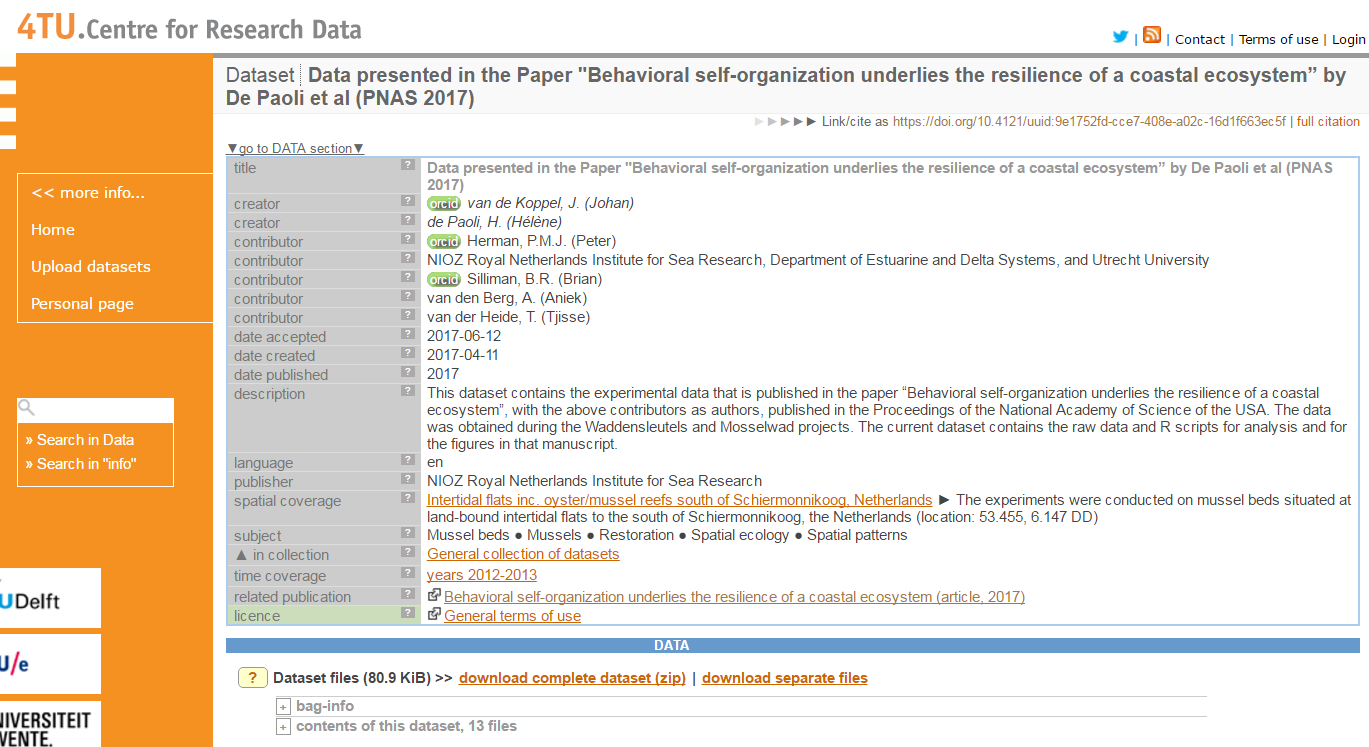 4TU.Centre for Research Data
| | Contact | Terms of use | Login
Dataset Data presented in the Paper "Behavioral self-organization underlies the resilience of a coastal ecosystem” by
De Paoli et al (PNAS 2017)
►►►►► Link/cite as https://doi.org/10.4121/uuid:9e1752fd-cce7-408e-a02c-16d1f663ec5f | full citation
<< more info...
Home
Upload datasets
Personal page
» Search in Data
» Search in "info"
UDelft
U/e
NIVERSITEIT
VENTE.
▼go to DATA section▼
title ? Data presented in the Paper "Behavioral self-organization underlies the resilience of a coastal ecosystem” by De Paoli et al (PNAS
2017)
creator ? orcid van de Koppel, J. (Johan)
creator ? de Paoli, H. (Hélène)
contributor ? orcid Herman, P.M.J. (Peter)
contributor ? NIOZ Royal Netherlands Institute for Sea Research, Department of Estuarine and Delta Systems, and Utrecht University
contributor ? orcid Silliman, B.R. (Brian)
contributor ? van den Berg, A. (Aniek)
contributor ? van der Heide, T. (Tjisse)
date accepted ? 2017-06-12
date created ? 2017-04-11
date published ? 2017
description ? This dataset contains the experimental data that is published in the paper “Behavioral self-organization underlies the resilience of a coastal
ecosystem”, with the above contributors as authors, published in the Proceedings of the National Academy of Science of the USA. The data
was obtained during the Waddensleutels and Mosselwad projects. The current dataset contains the raw data and R scripts for analysis and for
the figures in that manuscript.
language ? en
publisher ? NIOZ Royal Netherlands Institute for Sea Research
spatial coverage ? Intertidal flats inc. oyster/mussel reefs south of Schiermonnikoog, Netherlands ► The experiments were conducted on mussel beds situated at
land-bound intertidal flats to the south of Schiermonnikoog, the Netherlands (location: 53.455, 6.147 DD)
subject ? Mussel beds ● Mussels ● Restoration ● Spatial ecology ● Spatial patterns
▲ in collection ? General collection of datasets
time coverage ? years 2012-2013
related publication ? Behavioral self-organization underlies the resilience of a coastal ecosystem (article, 2017)
licence ? General terms of use
DATA
? Dataset files (80.9 KiB) >> download complete dataset (zip) | download separate files
+ bag-info
+ contents of this dataset, 13 files